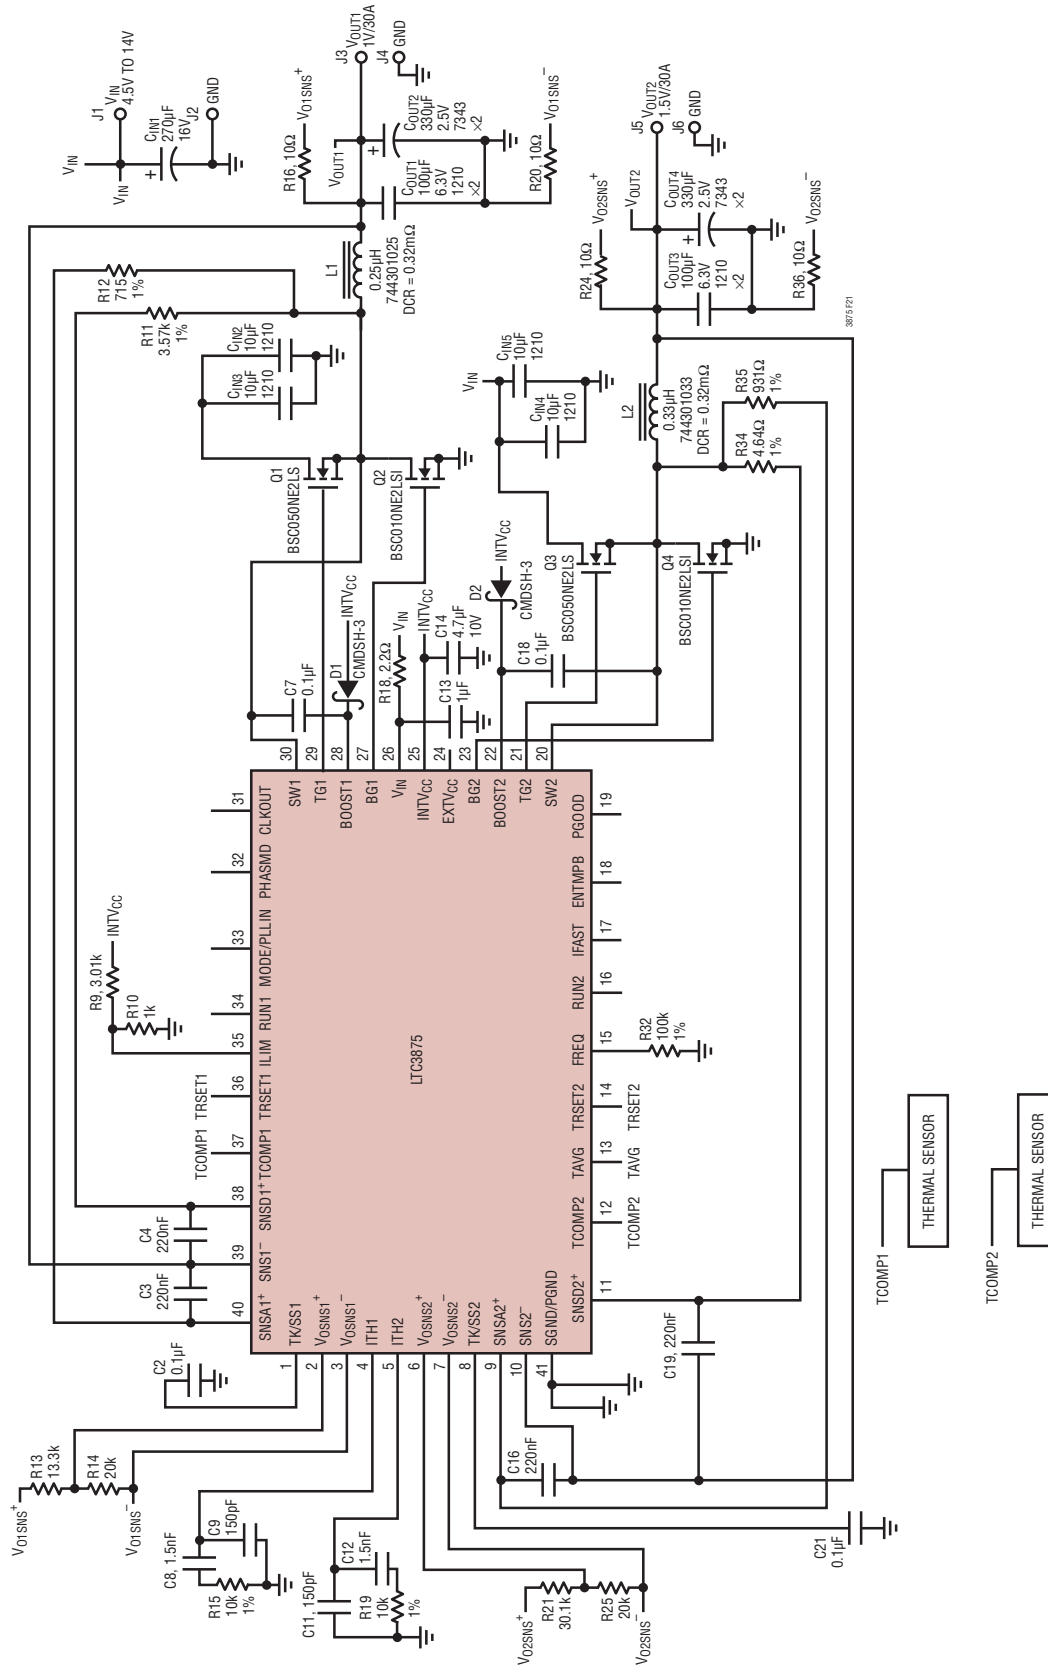 VIN
VIN
+
CIN1
270µF
16V
J1
VIN
4.5V TO 14V
J2
GND
R16, 10Ω
VO1SNS+
J3
VOUT1
1V/30A
J4
GND
VOUT1
+
COUT1
100µF
6.3V
1210
×2
COUT2
330µF
2.5V
7343
×2
R20, 10Ω
VO1SNS−
L1
0.25µH
744301025
DCR = 0.32mΩ
R12
715
1%
R11
3.57k
1%
CIN3
10µF
1210
CIN2
10µF
1210
Q1
BSC050NE2LS
Q2
BSC010NE2LSI
C7
0.1µF
D1
CMDSH-3
INTVCC
R18, 2.2Ω
VIN
INTVCC
C14
4.7µF
10V
C13
1µF
D2
CMDSH-3
INTVCC
C18
0.1µF
Q3
BSC050NE2LS
Q4
BSC010NE2LSI
VIN
CIN5
10µF
1210
CIN4
10µF
1210
L2
0.33µH
744301033
DCR = 0.32mΩ
R34
4.64Ω
1%
R35
931Ω
1%
R24, 10Ω
VO2SNS+
VOUT2
J5
VOUT2
1.5V/30A
J6
GND
COUT3
100µF
6.3V
1210
×2
+
COUT4
330µF
2.5V
7343
×2
R36, 10Ω
VO2SNS−
3875 F21
LTC3875
30
SW1
29
TG1
28
BOOST1
27
BG1
26
VIN
25
INTVCC
24
EXTVCC
23
BG2
22
BOOST2
21
TG2
20
SW2
31
CLKOUT
32
PHASMD
33
MODE/PLLIN
34
RUN1
35
ILIM
36
TRSET1
TRSET1
37
TCOMP1
TCOMP1
38
SNSD1+
39
SNS1−
40
SNSA1+
R9, 3.01k
INTVCC
R10
1k
C4
220nF
C3
220nF
19
PGOOD
18
ENTMPB
17
IFAST
16
RUN2
15
FREQ
14
TRSET2
TRSET2
13
TAVG
TAVG
12
TCOMP2
TCOMP2
11
SNSD2+
R32
100k
1%
1
TK/SS1
2
VOSNS1+
3
VOSNS1−
4
ITH1
5
ITH2
6
VOSNS2+
7
VOSNS2−
8
TK/SS2
9
SNSA2+
10
SNS2−
41
SGND/PGND
C2
0.1µF
VO1SNS+
R13
13.3k
R14
20k
VO1SNS−
C8, 1.5nF
C9
150pF
R15
10k
1%
C11, 150pF
C12
1.5nF
R19
10k
1%
VO2SNS+
R21
30.1k
R25
20k
VO2SNS−
C16
220nF
C19, 220nF
C21
0.1µF
TCOMP1
THERMAL SENSOR
TCOMP2
THERMAL SENSOR